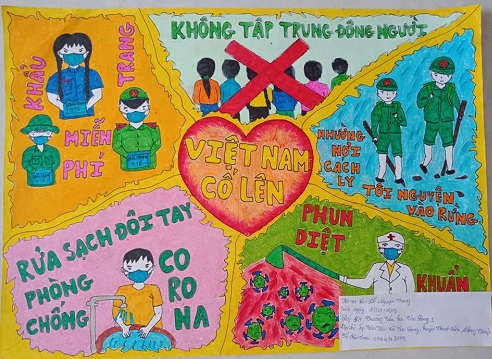 KHÔNG TẬP TRUNG ĐÔNG NGƯỜI
KHẨU
TRANG
MIỄN
PHÍ
VIỆT NAM
CỐ LÊN
NHƯỜNG
NƠI
CÁCH
LY
TÔI NGUYỆN
VÀO RỪNG
RỬA SẠCH ĐÔI TAY
PHÒNG
CHỐNG
CO
RO
NA
PHUN
DIỆT
KHUẨN